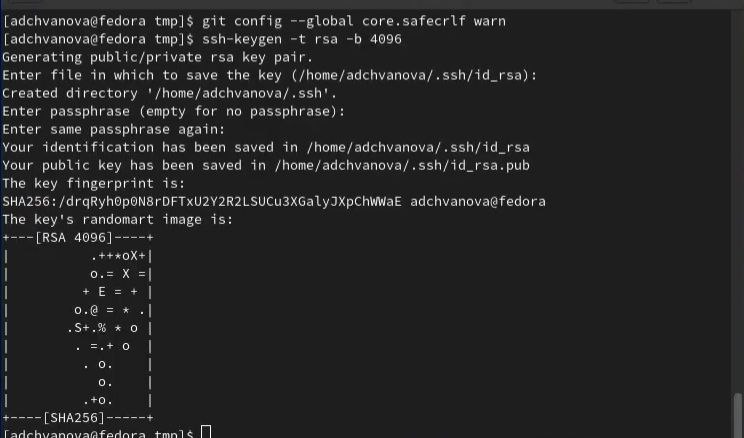 [adchvanova@fedora tmp]$ git config --global core.safecrlf warn
[adchvanova@fedora tmp]$ ssh-keygen -t rsa -b 4096
Generating public/private rsa key pair.
Enter file in which to save the key (/home/adchvanova/.ssh/id_rsa):
Created directory '/home/adchvanova/.ssh'.
Enter passphrase (empty for no passphrase):
Enter same passphrase again:
Your identification has been saved in /home/adchvanova/.ssh/id_rsa
Your public key has been saved in /home/adchvanova/.ssh/id_rsa.pub
The key fingerprint is:
SHA256:/drqRyh0p0N8rDFTxU2Y2R2LSUCu3XGalyJXpChWWaE adchvanova@fedora
The key's randomart image is:
+---[RSA 4096]----+
|          .++*oX+|
|          o.= X =|
|         + E = + |
|        o.@ = * .|
|       .S+.% * o |
|        . =.+ o  |
|         . o.    |
|           o.    |
|         .+o.    |
+----[SHA256]-----+
[adchvanova@fedora tmp]$